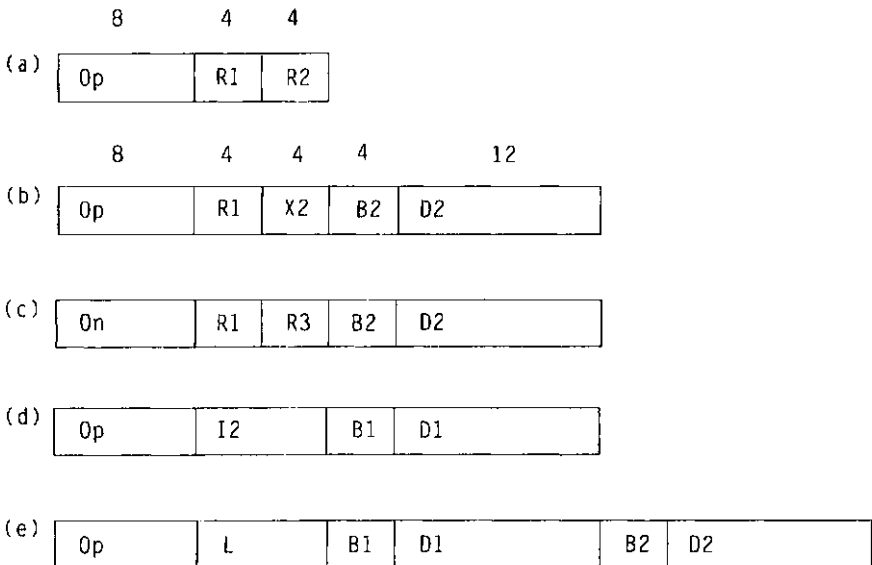 8 4 4
(a) Op R1 R2
8 4 4 4 12
(b) Op R1 X2 B2 D2
(c) On R1 R3 B2 D2
(d) Op I2 B1 D1
(e) Op L B1 D1 B2 D2